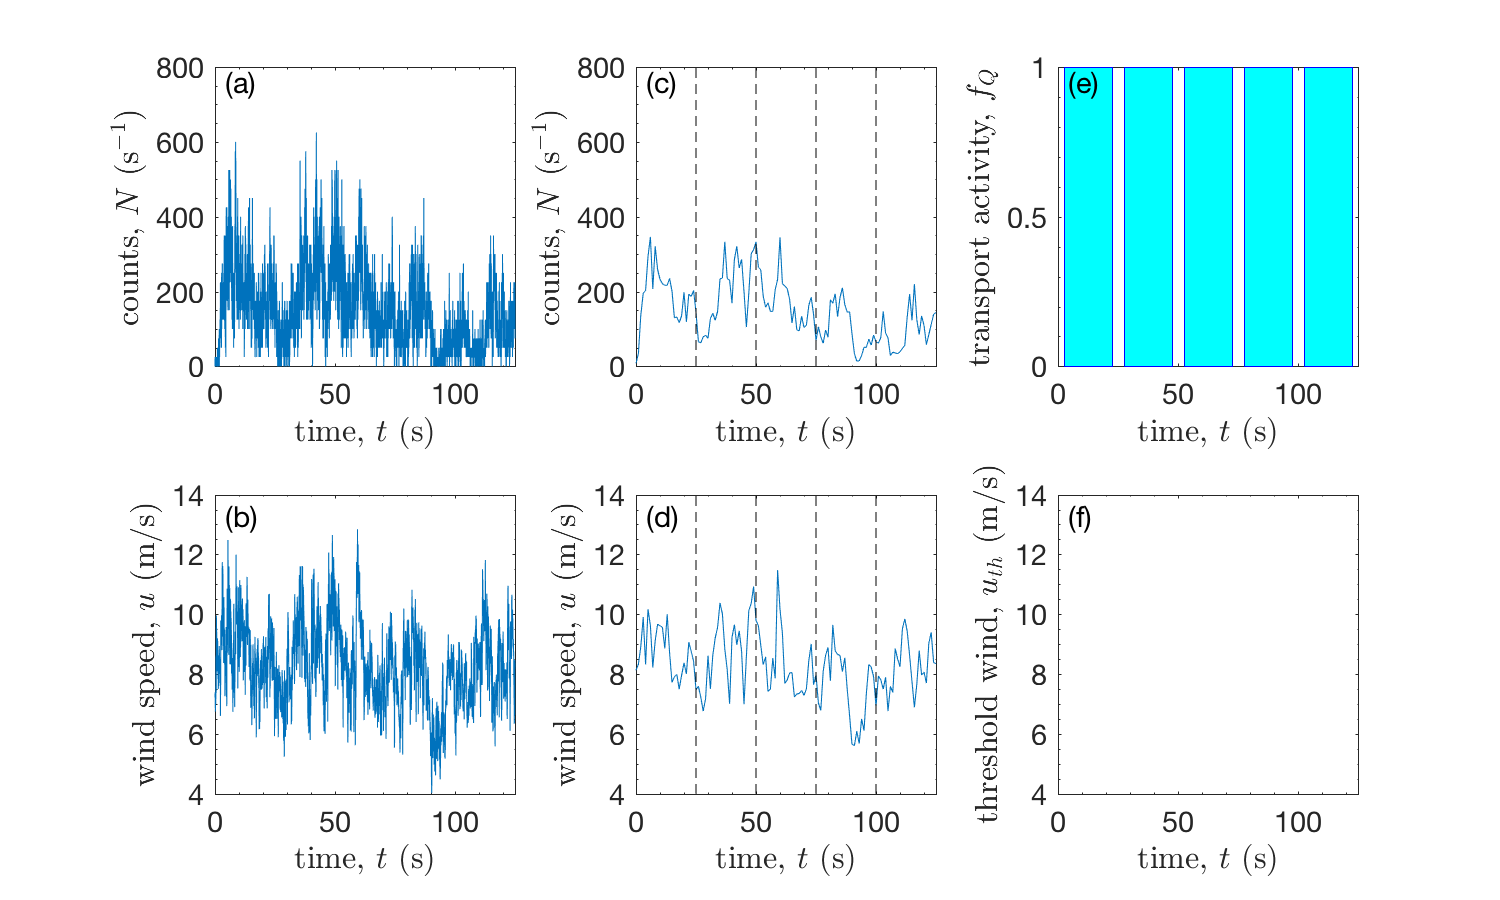 (a)
800
600
400
200
0
counts, N (s⁻¹)
0 50 100
time, t (s)
(c)
800
600
400
200
0
counts, N (s⁻¹)
0 50 100
time, t (s)
(e)
1
0.5
0
transport activity, f_Q
0 50 100
time, t (s)
(b)
14
12
10
8
6
4
wind speed, u (m/s)
0 50 100
time, t (s)
(d)
14
12
10
8
6
4
wind speed, u (m/s)
0 50 100
time, t (s)
(f)
14
12
10
8
6
4
threshold wind, u_th (m/s)
0 50 100
time, t (s)